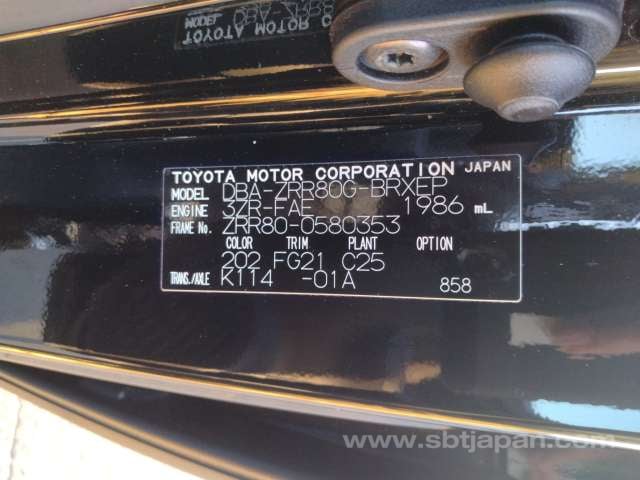 TOYOTA MOTOR CORPORATION JAPAN
MODEL DBA-ZRR80G-BRXEP
ENGINE 3ZR-FAE 1986 mL
FRAME No. ZRR80-0580353
COLOR TRIM PLANT OPTION
202 FG21 C25
TRANS./AXLE K114 -01A 858
www.sbtjapan.com